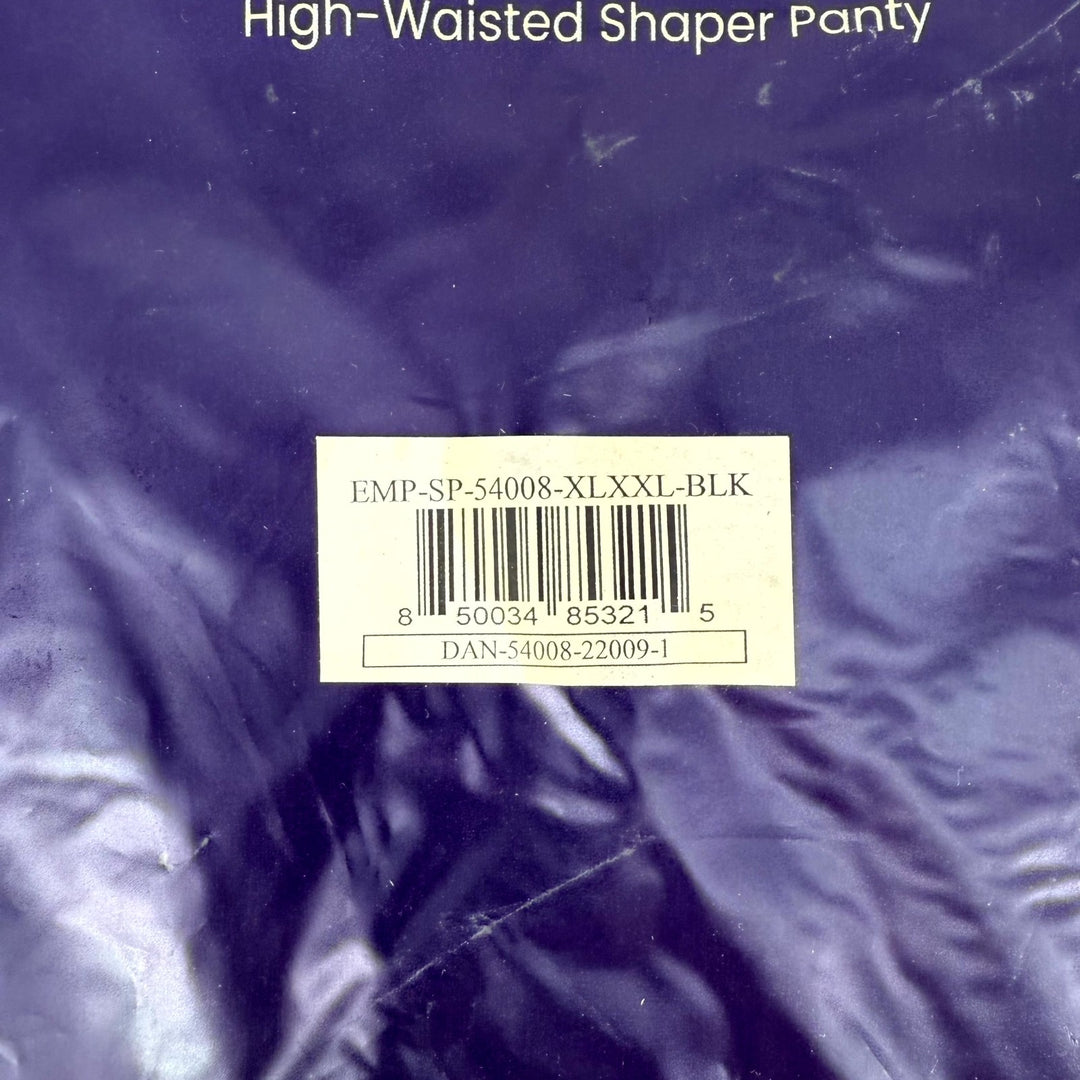 High-Waisted Shaper Panty
EMP-SP-54008-XLXXL-BLK
8 50034 85321 5
DAN-54008-22009-1